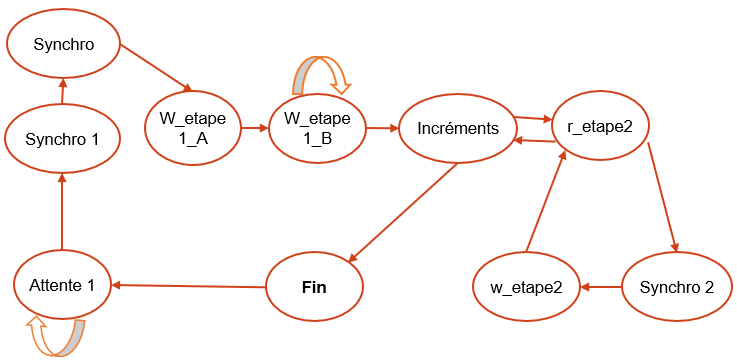 Synchro
Synchro 1
W_etape
1_A
W_etape
1_B
Incréments
r_etape2
Attente 1
Fin
w_etape2
Synchro 2